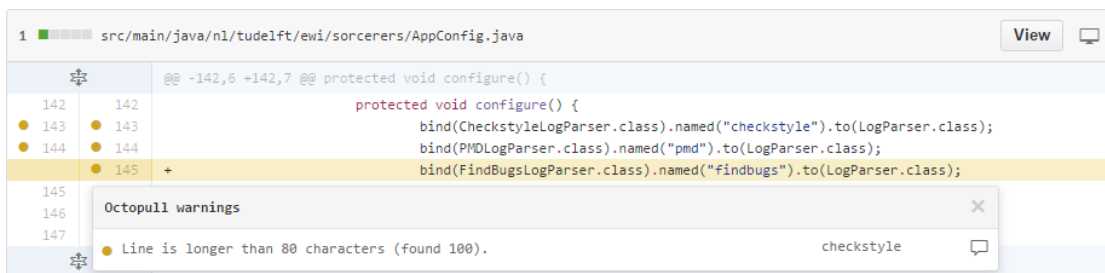 1 src/main/java/nl/tudelft/ewi/sorcerers/AppConfig.java View
@@ -142,6 +142,7 @@ protected void configure() {
142 142 protected void configure() {
143 143 bind(CheckstyleLogParser.class).named("checkstyle").to(LogParser.class);
144 144 bind(PMDLogParser.class).named("pmd").to(LogParser.class);
145 + bind(FindBugsLogParser.class).named("findbugs").to(LogParser.class);
145
Octopull warnings ×
146
147
Line is longer than 80 characters (found 100). checkstyle